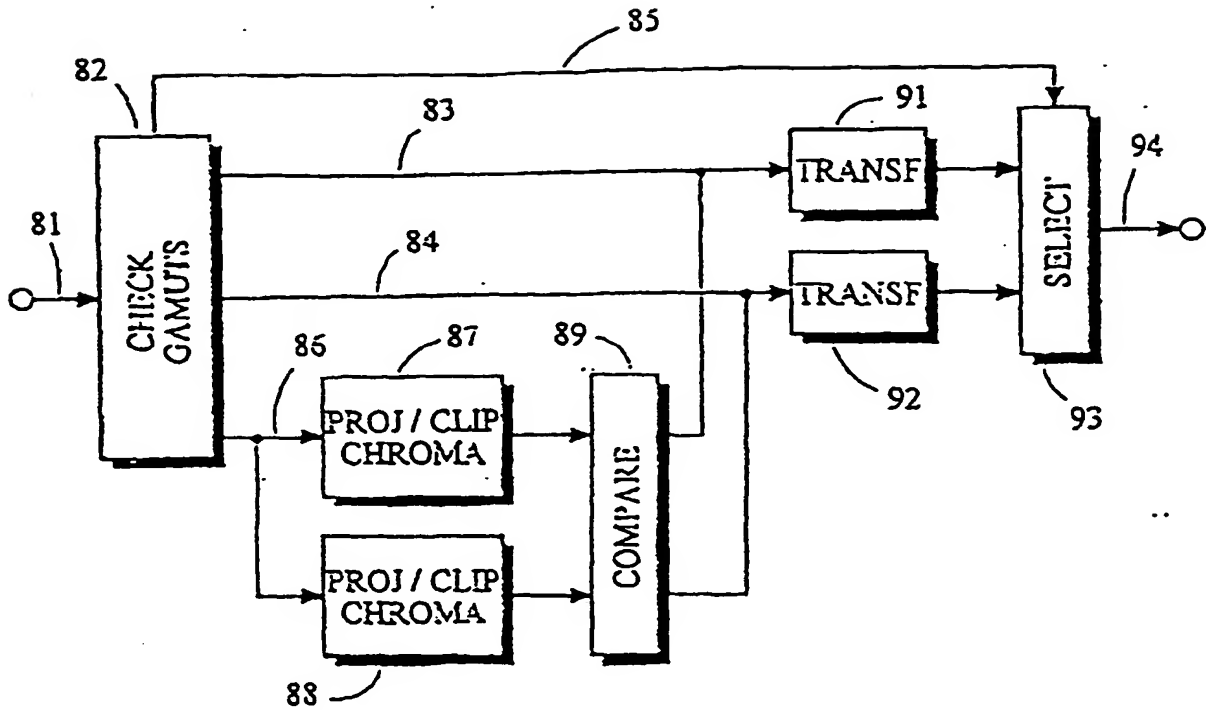 85
82
83
91
94
81
84
TRANSF
SELECT
CHECK
GAMUTS
TRANSF
86
87
89
92
93
PROJ / CLIP
CHROMA
COMPARE
PROJ / CLIP
CHROMA
88